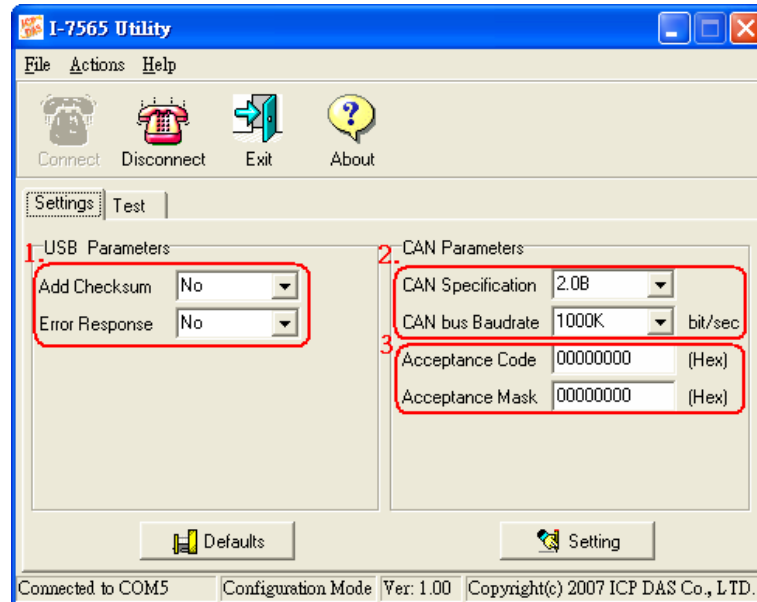 ICP DAS I-7565 Utility
File Actions Help
Connect Disconnect Exit About
Settings Test
1. USB Parameters
Add Checksum No
Error Response No
2. CAN Parameters
CAN Specification 2.0B
CAN bus Baudrate 1000K bit/sec
3
Acceptance Code 00000000 (Hex)
Acceptance Mask 00000000 (Hex)
Defaults Setting
Connected to COM5 Configuration Mode Ver: 1.00 Copyright(c) 2007 ICP DAS Co., LTD.